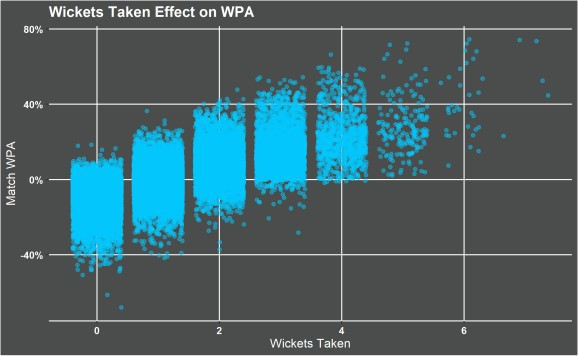 Wickets Taken Effect on WPA
80%
40%
0%
-40%
Match WPA
0 2 4 6
Wickets Taken